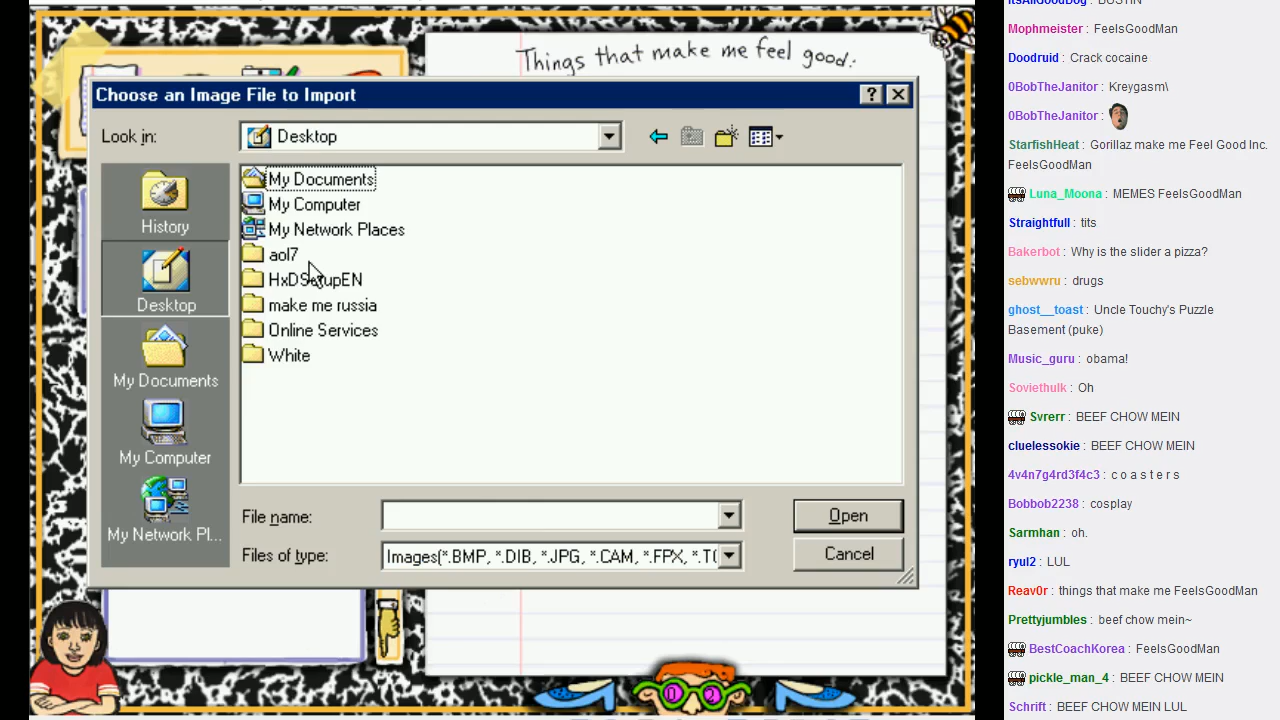 Things that make me feel good:
Choose an Image File to Import
Look in:
Desktop
History
Desktop
My Documents
My Computer
My Network Pl...
My Documents
My Computer
My Network Places
aol7
HxDSetupEN
make me russia
Online Services
White
File name:
Open
Files of type:
Images(*.BMP, *.DIB, *.JPG, *.CAM, *.FPX,
Cancel
ItsAllGoodDog: BUSTIN
Mophmeister: FeelsGoodMan
Doodruid: Crack cocaine
0BobTheJanitor: Kreygasm\
0BobTheJanitor:
StarfishHeat: Gorillaz make me Feel Good Inc.
FeelsGoodMan
Luna_Moona: MEMES FeelsGoodMan
Straightfull: tits
Bakerbot: Why is the slider a pizza?
sebwwru: drugs
ghost__toast: Uncle Touchy's Puzzle
Basement (puke)
Music_guru: obama!
Soviethulk: Oh
Svrerr: BEEF CHOW MEIN
cluelessokie: BEEF CHOW MEIN
4v4n7g4rd3f4c3: c o a s t e r s
Bobbob2238: cosplay
Sarmhan: oh.
ryul2: LUL
Reav0r: things that make me FeelsGoodMan
Prettyjumbles: beef chow mein~
BestCoachKorea: FeelsGoodMan
pickle_man_4: BEEF CHOW MEIN
Schrift: BEEF CHOW MEIN LUL